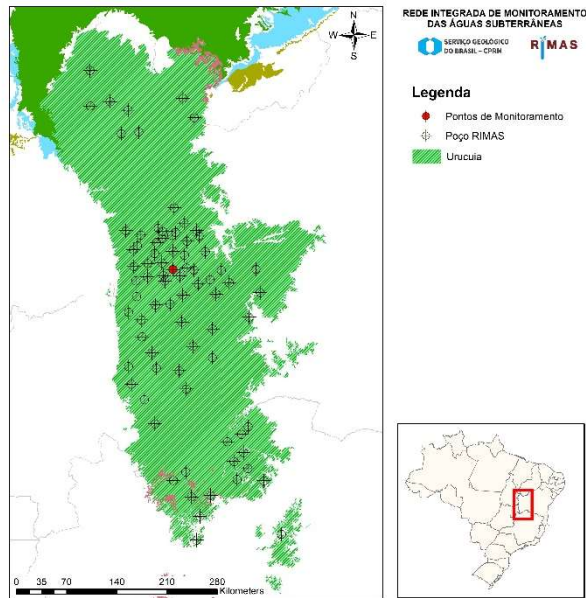 REDE INTEGRADA DE MONITORAMENTO
DAS ÁGUAS SUBTERRÂNEAS
SERVIÇO GEOLÓGICO
DO BRASIL – CPRM
RIMAS
N
W E
S
Legenda
Pontos de Monitoramento
Poço RIMAS
Urucuia
0 35 70 140 210 280
Kilometers